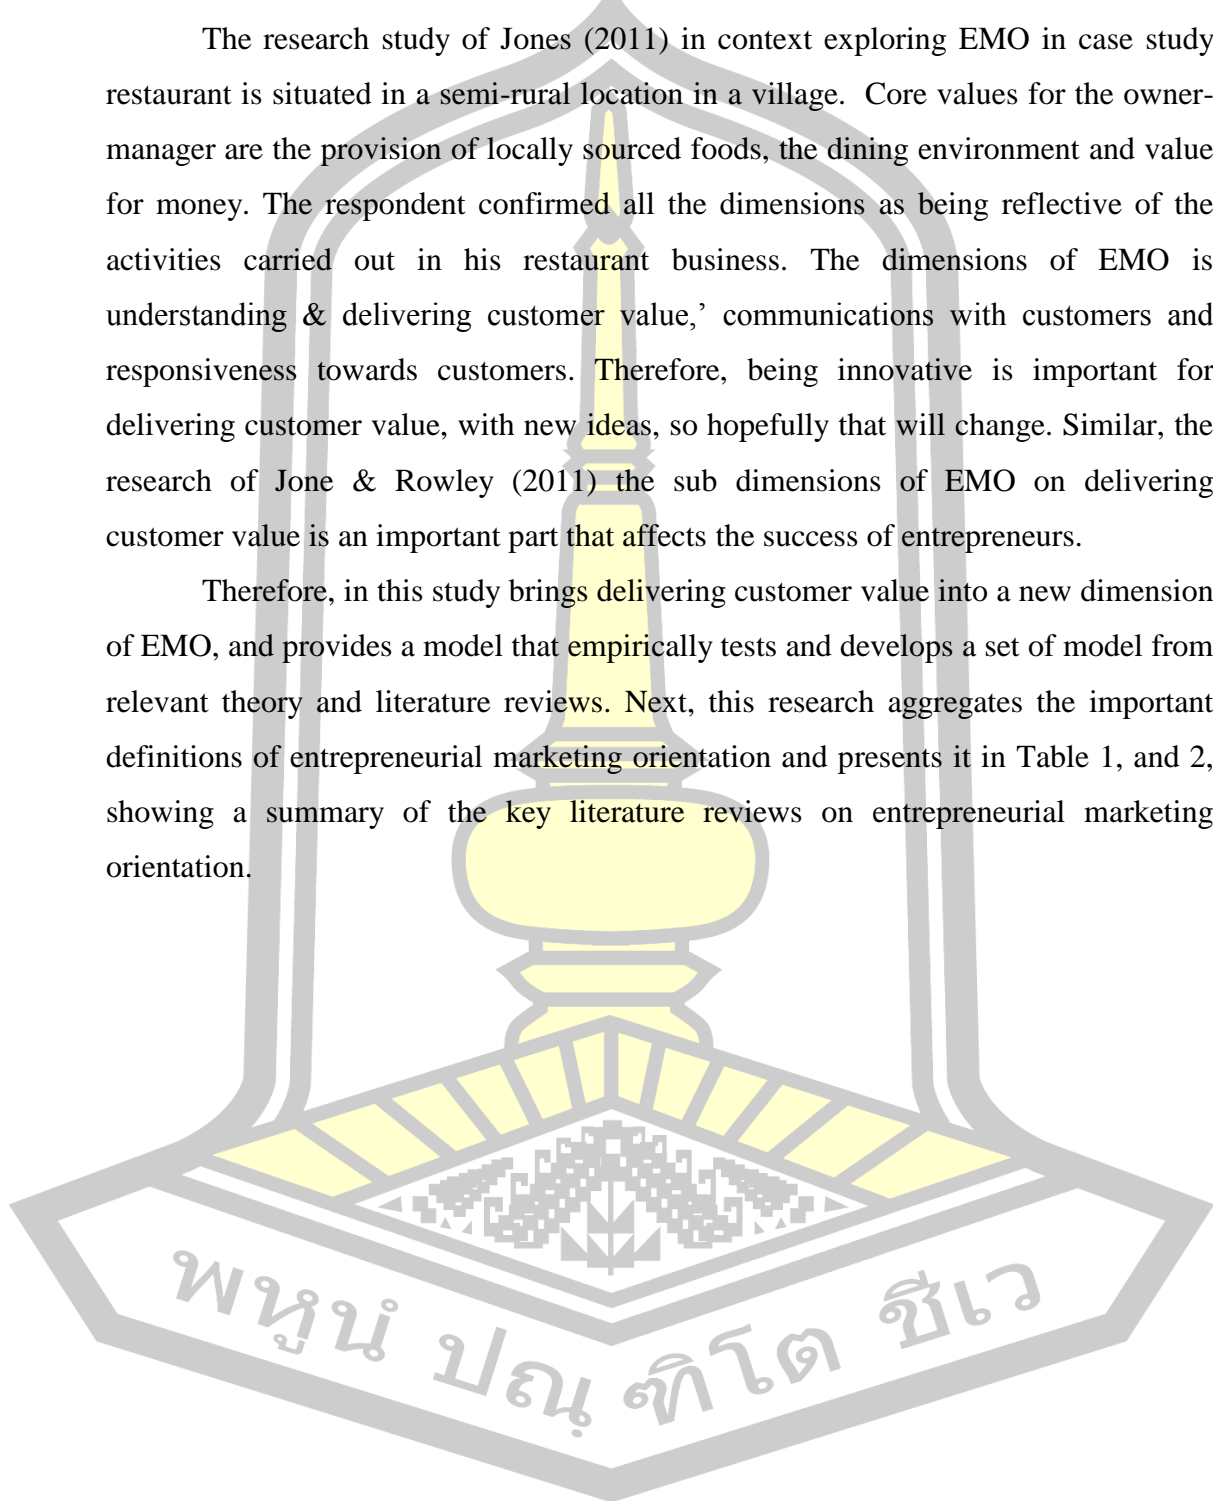 The research study of Jones (2011) in context exploring EMO in case study
restaurant is situated in a semi-rural location in a village.  Core values for the owner-
manager are the provision of locally sourced foods, the dining environment and value
for money. The respondent confirmed all the dimensions as being reflective of the
activities carried out in his restaurant business. The dimensions of EMO is
understanding & delivering customer value,’ communications with customers and
responsiveness towards customers. Therefore, being innovative is important for
delivering customer value, with new ideas, so hopefully that will change. Similar, the
research of Jone & Rowley (2011) the sub dimensions of EMO on delivering
customer value is an important part that affects the success of entrepreneurs.
Therefore, in this study brings delivering customer value into a new dimension
of EMO, and provides a model that empirically tests and develops a set of model from
relevant theory and literature reviews. Next, this research aggregates the important
definitions of entrepreneurial marketing orientation and presents it in Table 1, and 2,
showing a summary of the key literature reviews on entrepreneurial marketing
orientation.
พหูนํ ปณฺฑิโต ชีเว